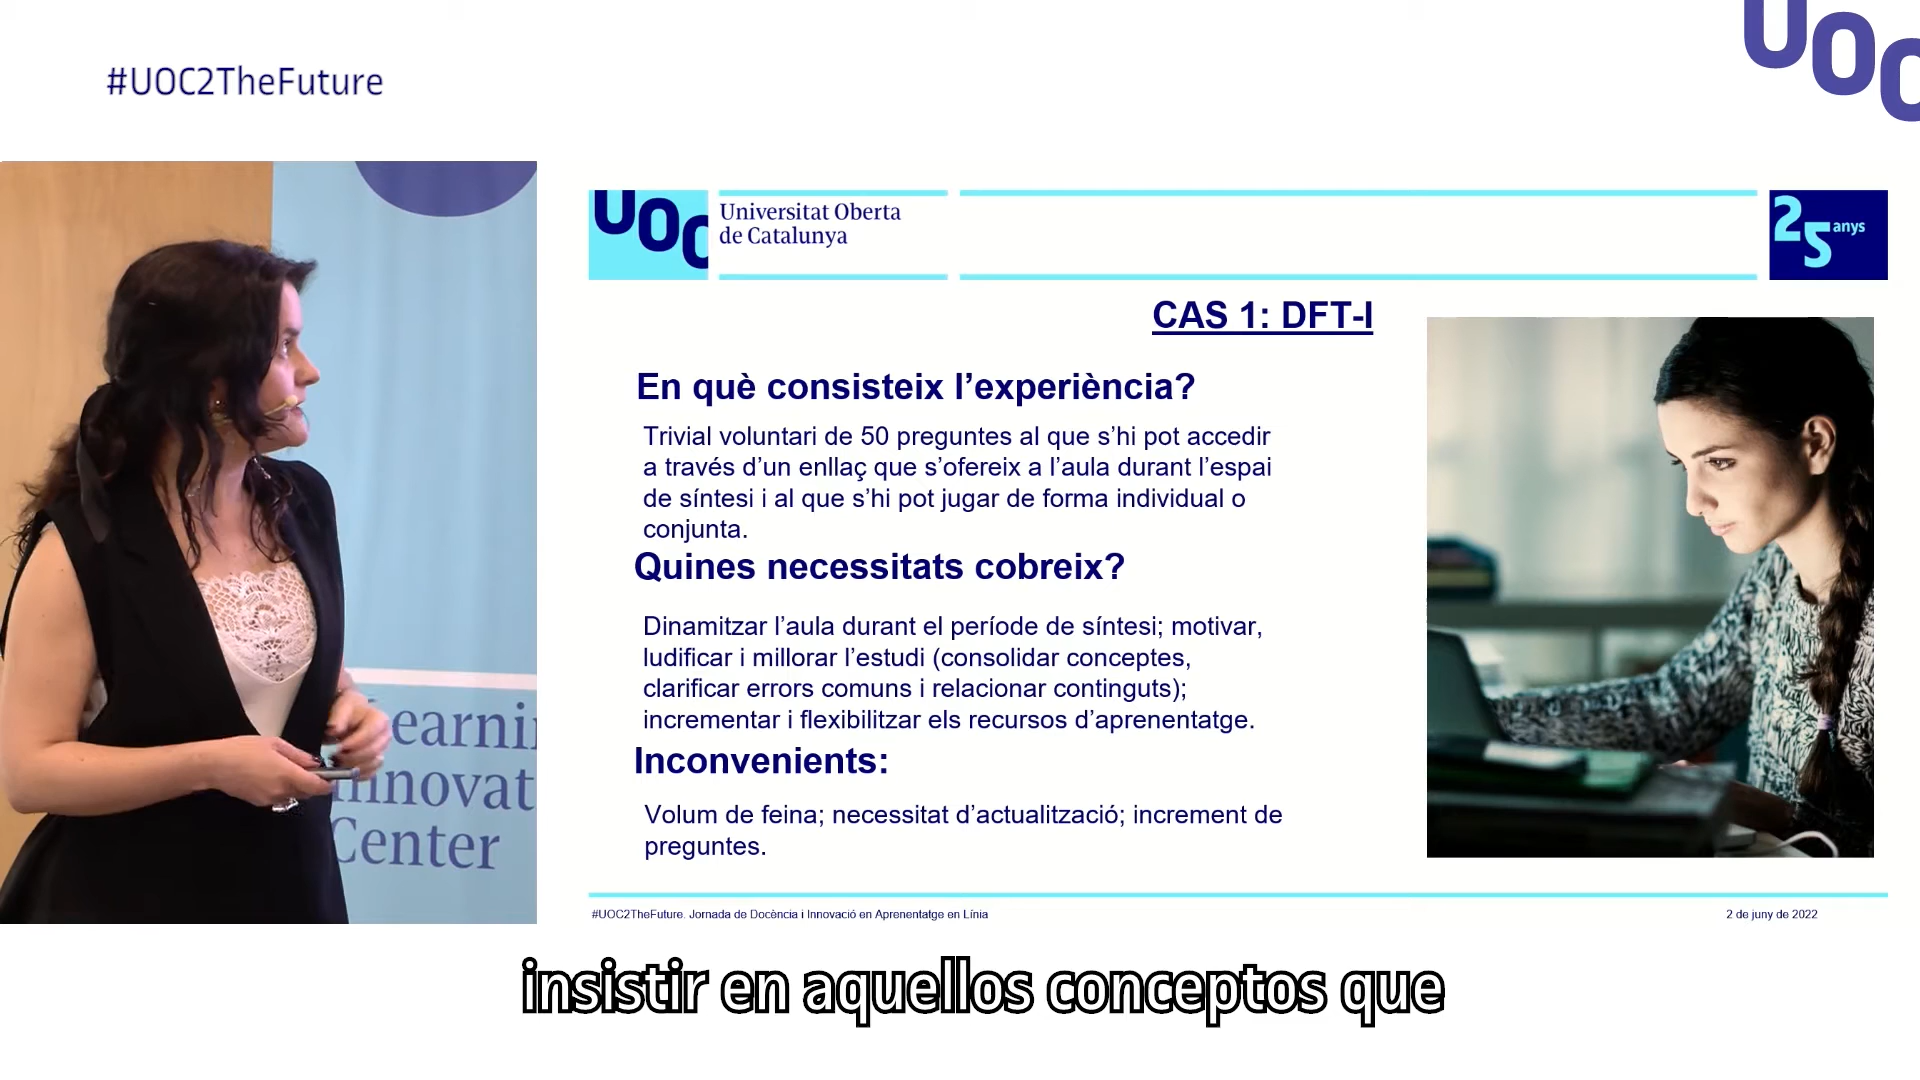 #UOC2TheFuture
UOC
UOC
Universitat Oberta
de Catalunya
25 anys
CAS 1: DFT-I
En què consisteix l’experiència?
Trivial voluntari de 50 preguntes al que s’hi pot accedir
a través d’un enllaç que s’ofereix a l’aula durant l’espai
de síntesi i al que s’hi pot jugar de forma individual o
conjunta.
Quines necessitats cobreix?
Dinamitzar l’aula durant el període de síntesi; motivar,
ludificar i millorar l’estudi (consolidar conceptes,
clarificar errors comuns i relacionar continguts);
incrementar i flexibilitzar els recursos d’aprenentatge.
Inconvenients:
Volum de feina; necessitat d’actualització; increment de
preguntes.
earni
nnovat
Center
#UOC2TheFuture. Jornada de Docència i Innovació en Aprenentatge en Línia
2 de juny de 2022
insistir en aquellos conceptos que